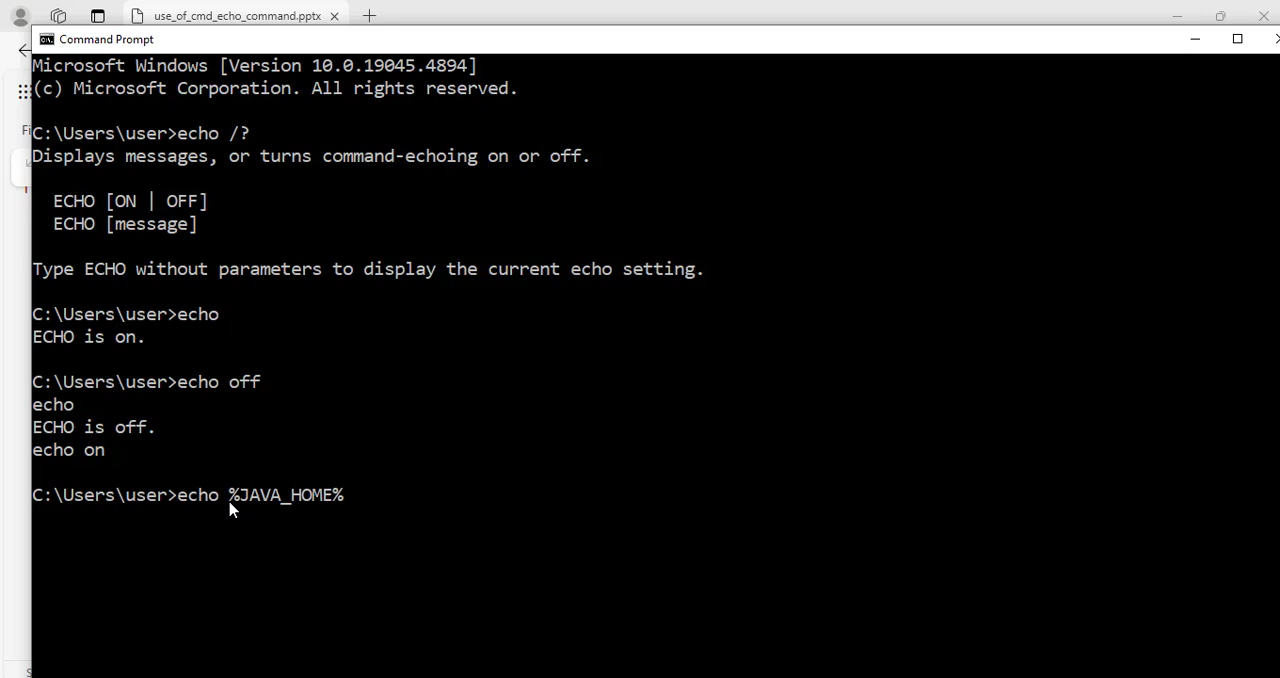 use_of_cmd_echo_command.pptx
Command Prompt
Microsoft Windows [Version 10.0.19045.4894]
(c) Microsoft Corporation. All rights reserved.
C:\Users\user>echo /?
Displays messages, or turns command-echoing on or off.
ECHO [ON | OFF]
ECHO [message]
Type ECHO without parameters to display the current echo setting.
C:\Users\user>echo
ECHO is on.
C:\Users\user>echo off
echo
ECHO is off.
echo on
C:\Users\user>echo %JAVA_HOME%